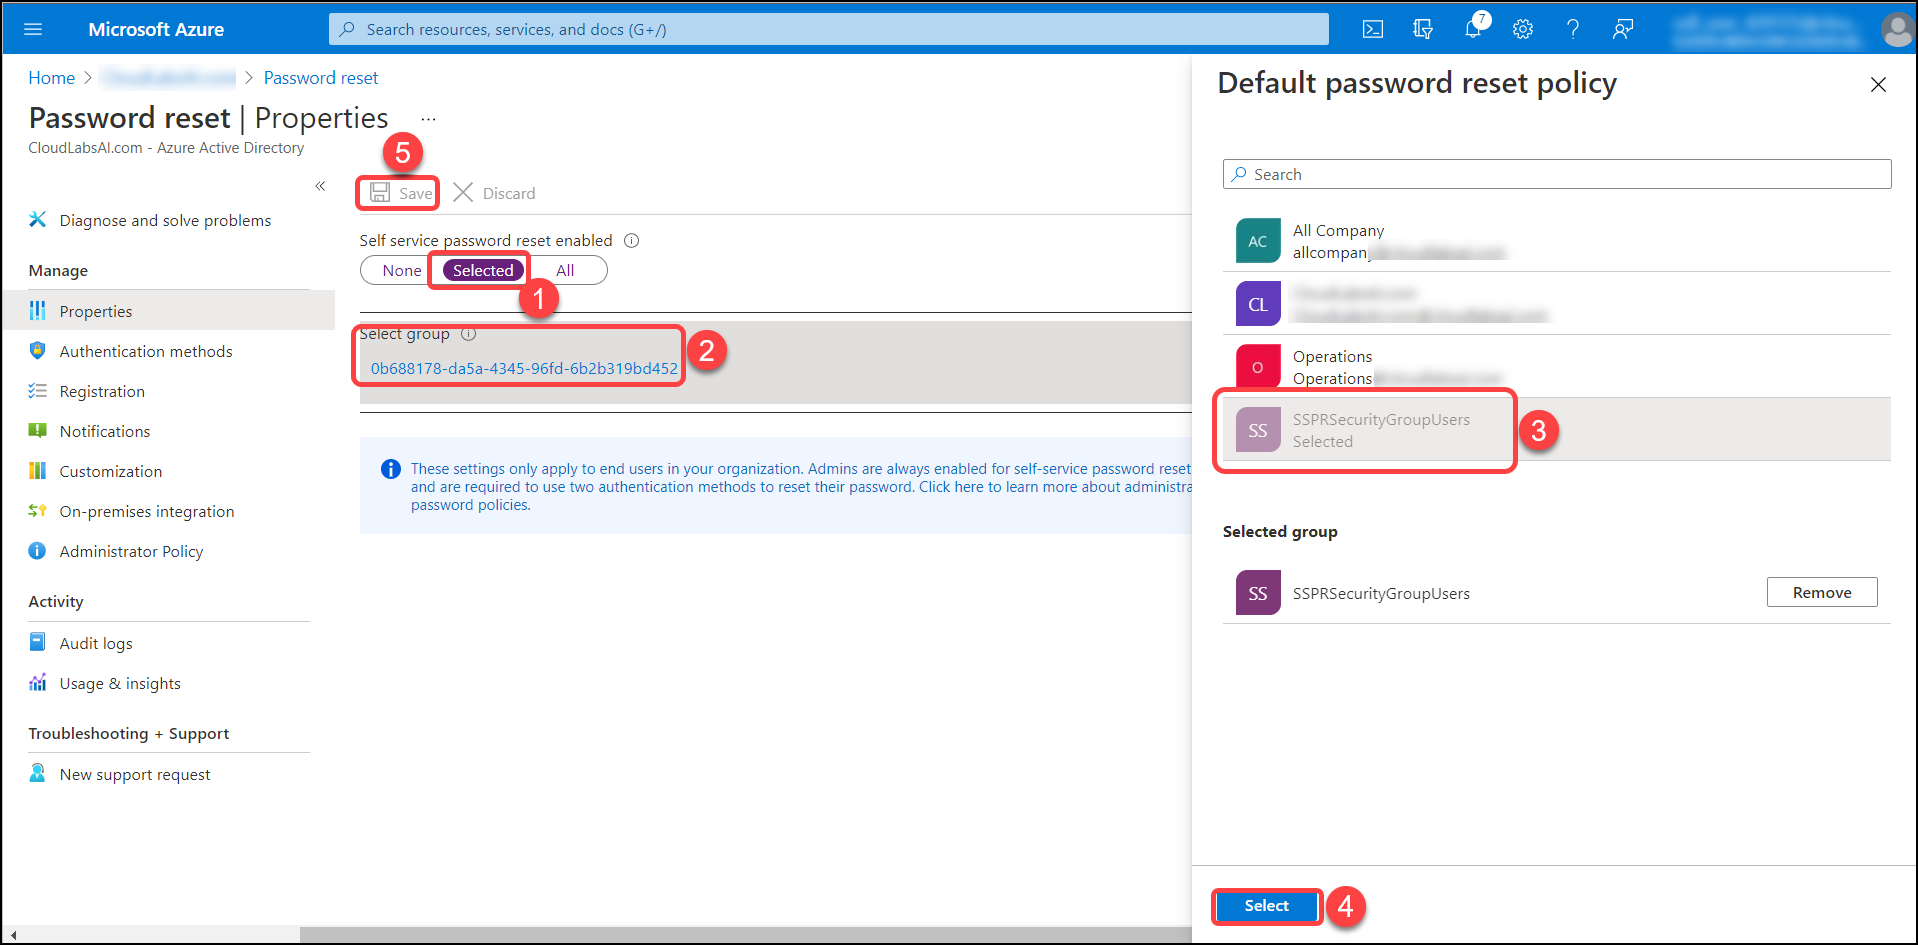 Microsoft Azure
Search resources, services, and docs (G+/)
7
Home > > Password reset
Password reset | Properties ...
CloudLabsAI.com - Azure Active Directory
«
Diagnose and solve problems
Manage
Properties
Authentication methods
Registration
Notifications
Customization
On-premises integration
Administrator Policy
Activity
Audit logs
Usage & insights
Troubleshooting + Support
New support request
5
Save Discard
Self service password reset enabled
None Selected All
1
Select group
0b688178-da5a-4345-96fd-6b2b319bd452
2
These settings only apply to end users in your organization. Admins are always enabled for self-service password reset
and are required to use two authentication methods to reset their password. Click here to learn more about administra
password policies.
Default password reset policy
Search
AC All Company
allcompany
CL
O Operations
Operations
SS SSPRSecurityGroupUsers
Selected
3
Selected group
SS SSPRSecurityGroupUsers Remove
Select
4